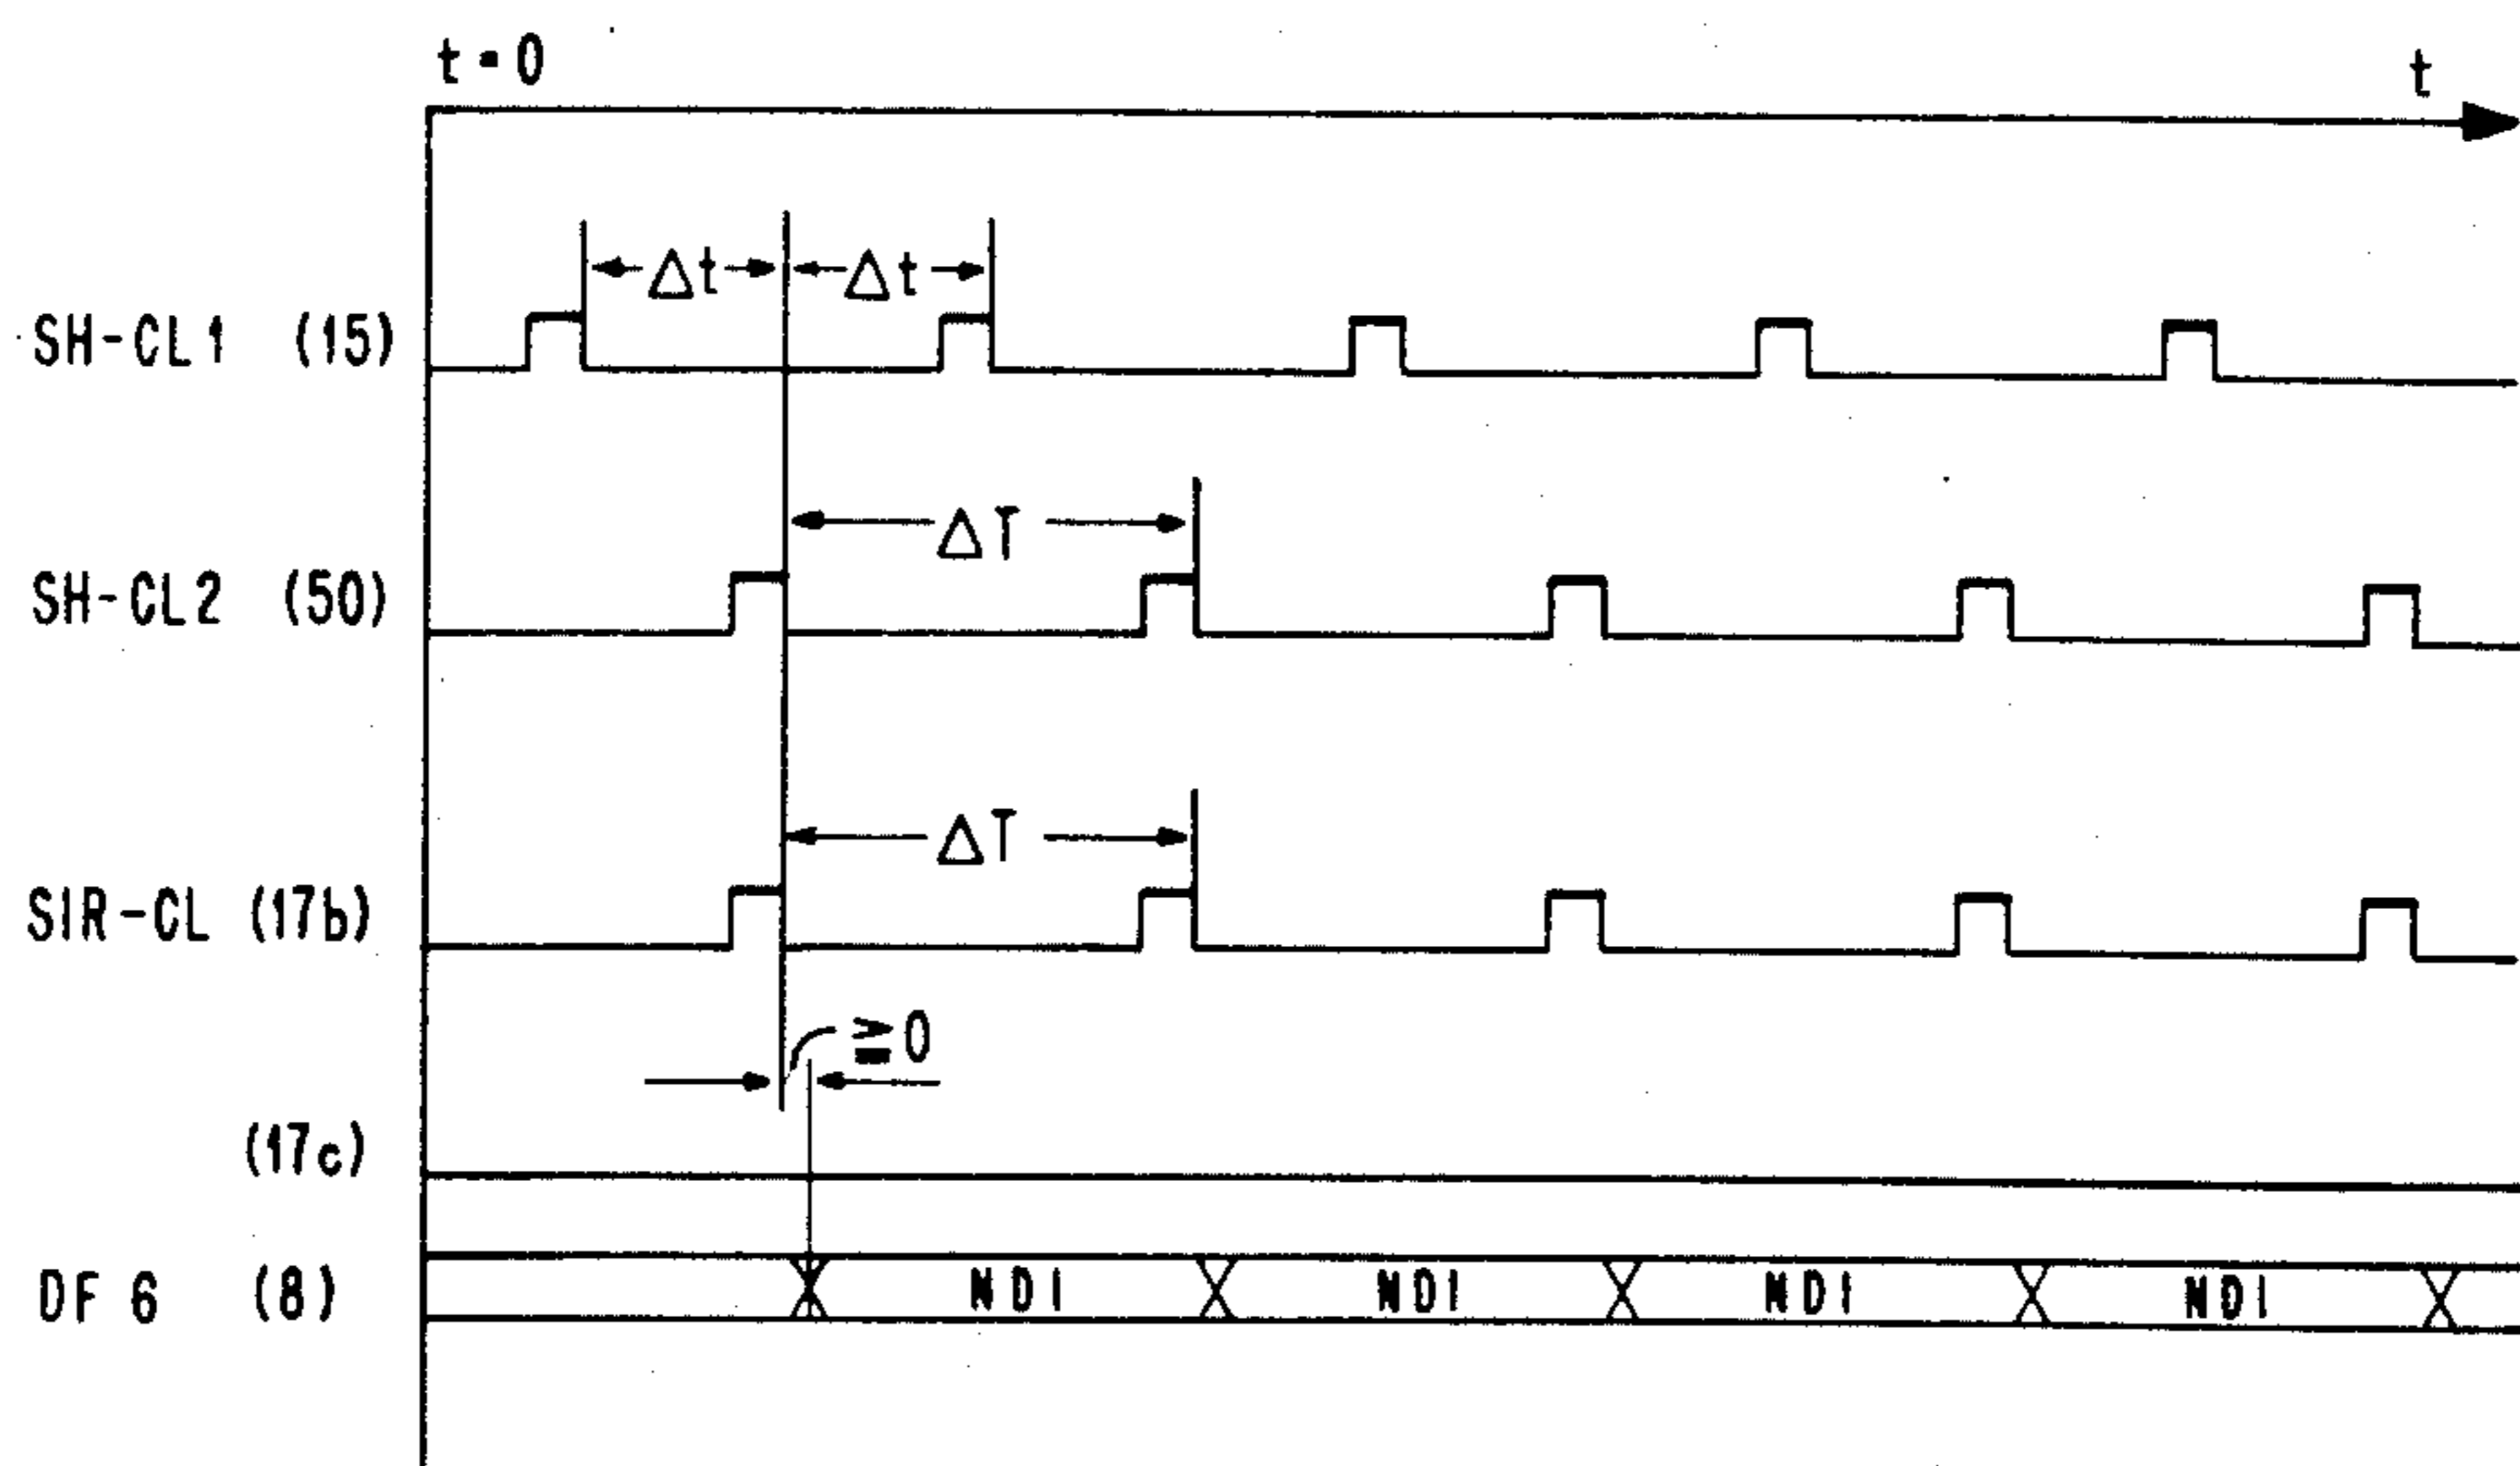 t = 0
t
Δt Δt
SH-CL1 (15)
ΔT
SH-CL2 (50)
ΔT
SIR-CL (17b)
≧0
(17c)
DF 6 (8) NDI NDI NDI NDI